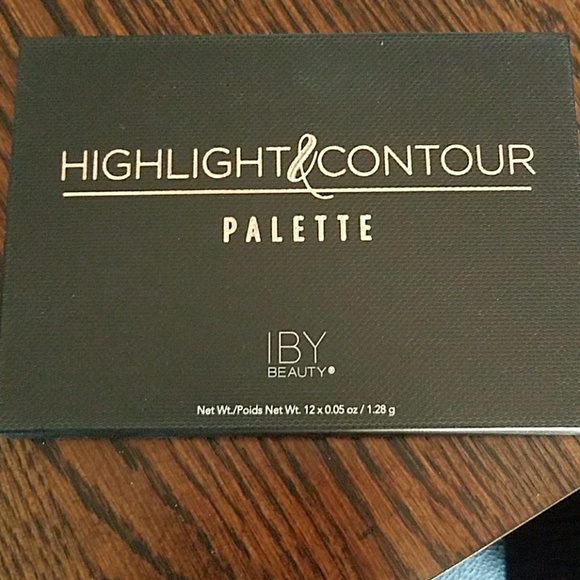 HIGHLIGHT & CONTOUR
PALETTE
IBY
BEAUTY®
Net Wt./Poids Net Wt. 12 x 0.05 oz / 1.28 g